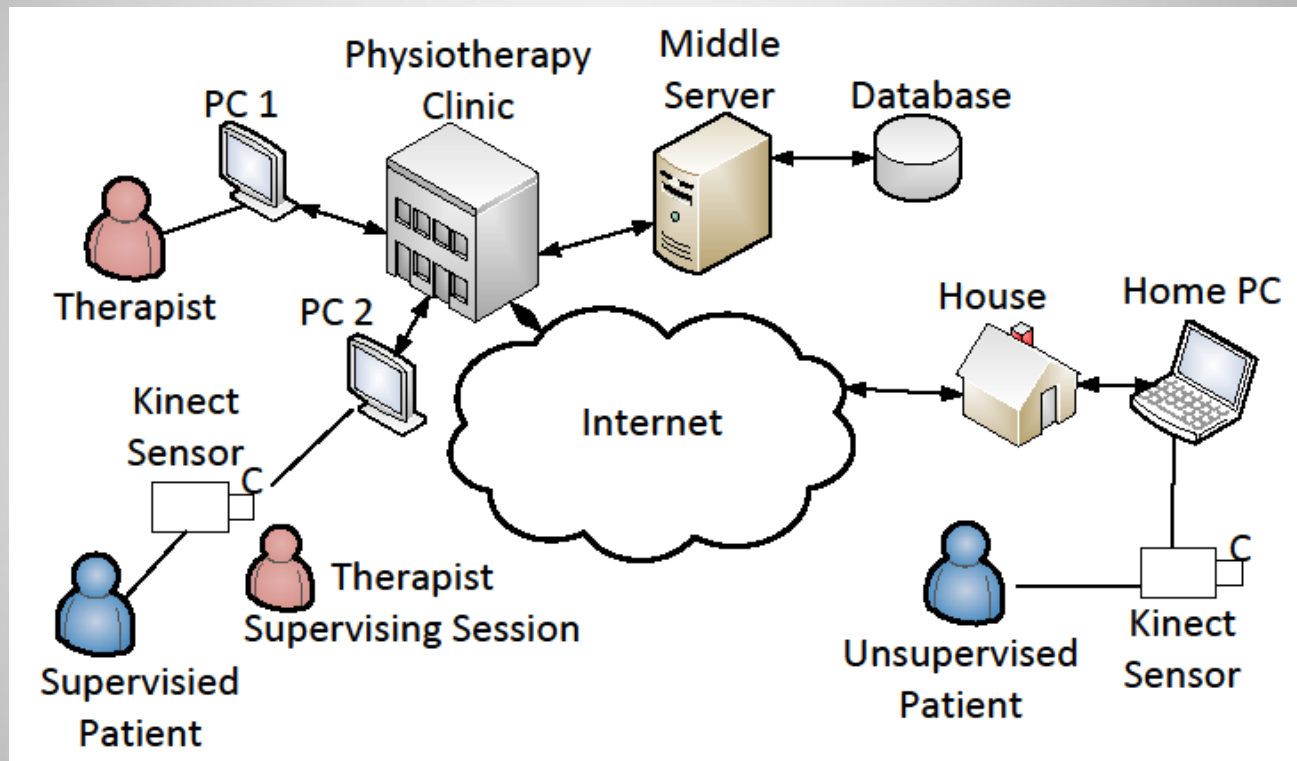 PC 1
Physiotherapy
Clinic
Middle
Server
Database
Therapist
PC 2
House
Home PC
Internet
Kinect
Sensor
C
Therapist
Supervising Session
Supervisied
Patient
Unsupervised
Patient
C
Kinect
Sensor